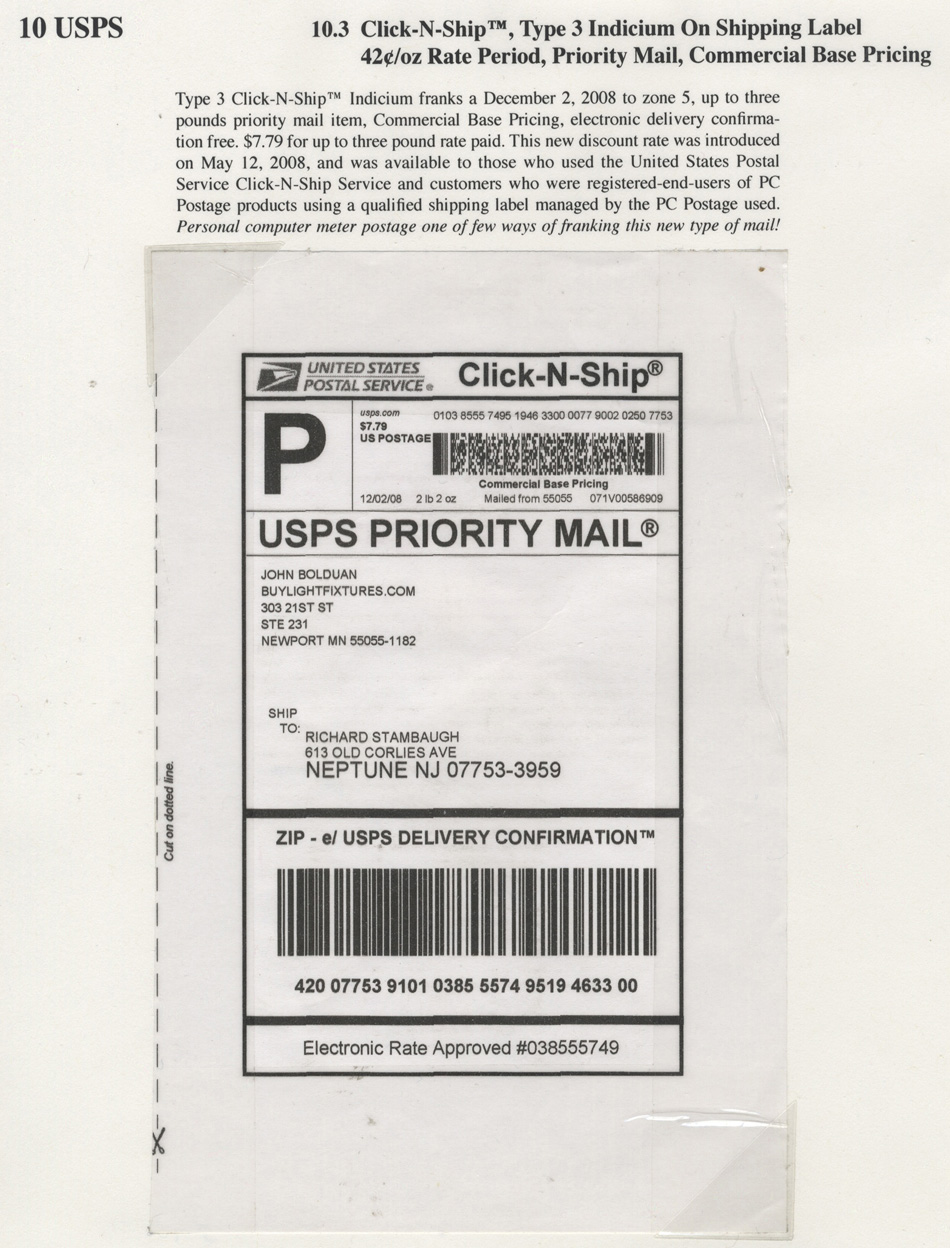 10 USPS
10.3 Click-N-Ship™, Type 3 Indicium On Shipping Label
42¢/oz Rate Period, Priority Mail, Commercial Base Pricing
Type 3 Click-N-Ship™ Indicium franks a December 2, 2008 to zone 5, up to three
pounds priority mail item, Commercial Base Pricing, electronic delivery confirma-
tion free. $7.79 for up to three pound rate paid. This new discount rate was introduced
on May 12, 2008, and was available to those who used the United States Postal
Service Click-N-Ship Service and customers who were registered-end-users of PC
Postage products using a qualified shipping label managed by the PC Postage used.
Personal computer meter postage one of few ways of franking this new type of mail!
UNITED STATES
POSTAL SERVICE®
Click-N-Ship®
P
usps.com
$7.79
US POSTAGE
0103 8555 7495 1946 3300 0077 9002 0250 7753
Commercial Base Pricing
12/02/08 2 lb 2 oz Mailed from 55055 071V00586909
USPS PRIORITY MAIL®
JOHN BOLDUAN
BUYLIGHTFIXTURES.COM
303 21ST ST
STE 231
NEWPORT MN 55055-1182
SHIP
TO:
RICHARD STAMBAUGH
613 OLD CORLIES AVE
NEPTUNE NJ 07753-3959
Cut on dotted line.
ZIP - e/ USPS DELIVERY CONFIRMATION™
420 07753 9101 0385 5574 9519 4633 00
Electronic Rate Approved #038555749